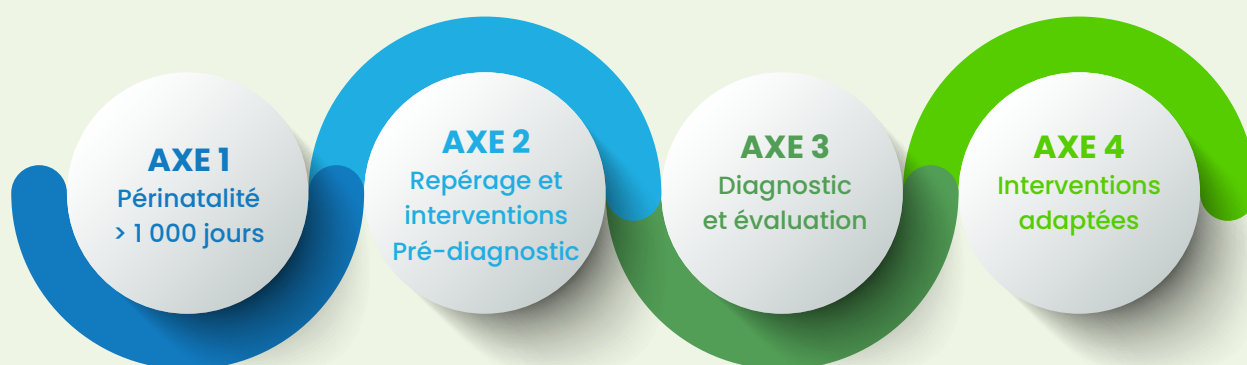 AXE 1
Périnatalité
> 1 000 jours
AXE 2
Repérage et
interventions
Pré-diagnostic
AXE 3
Diagnostic
et évaluation
AXE 4
Interventions
adaptées